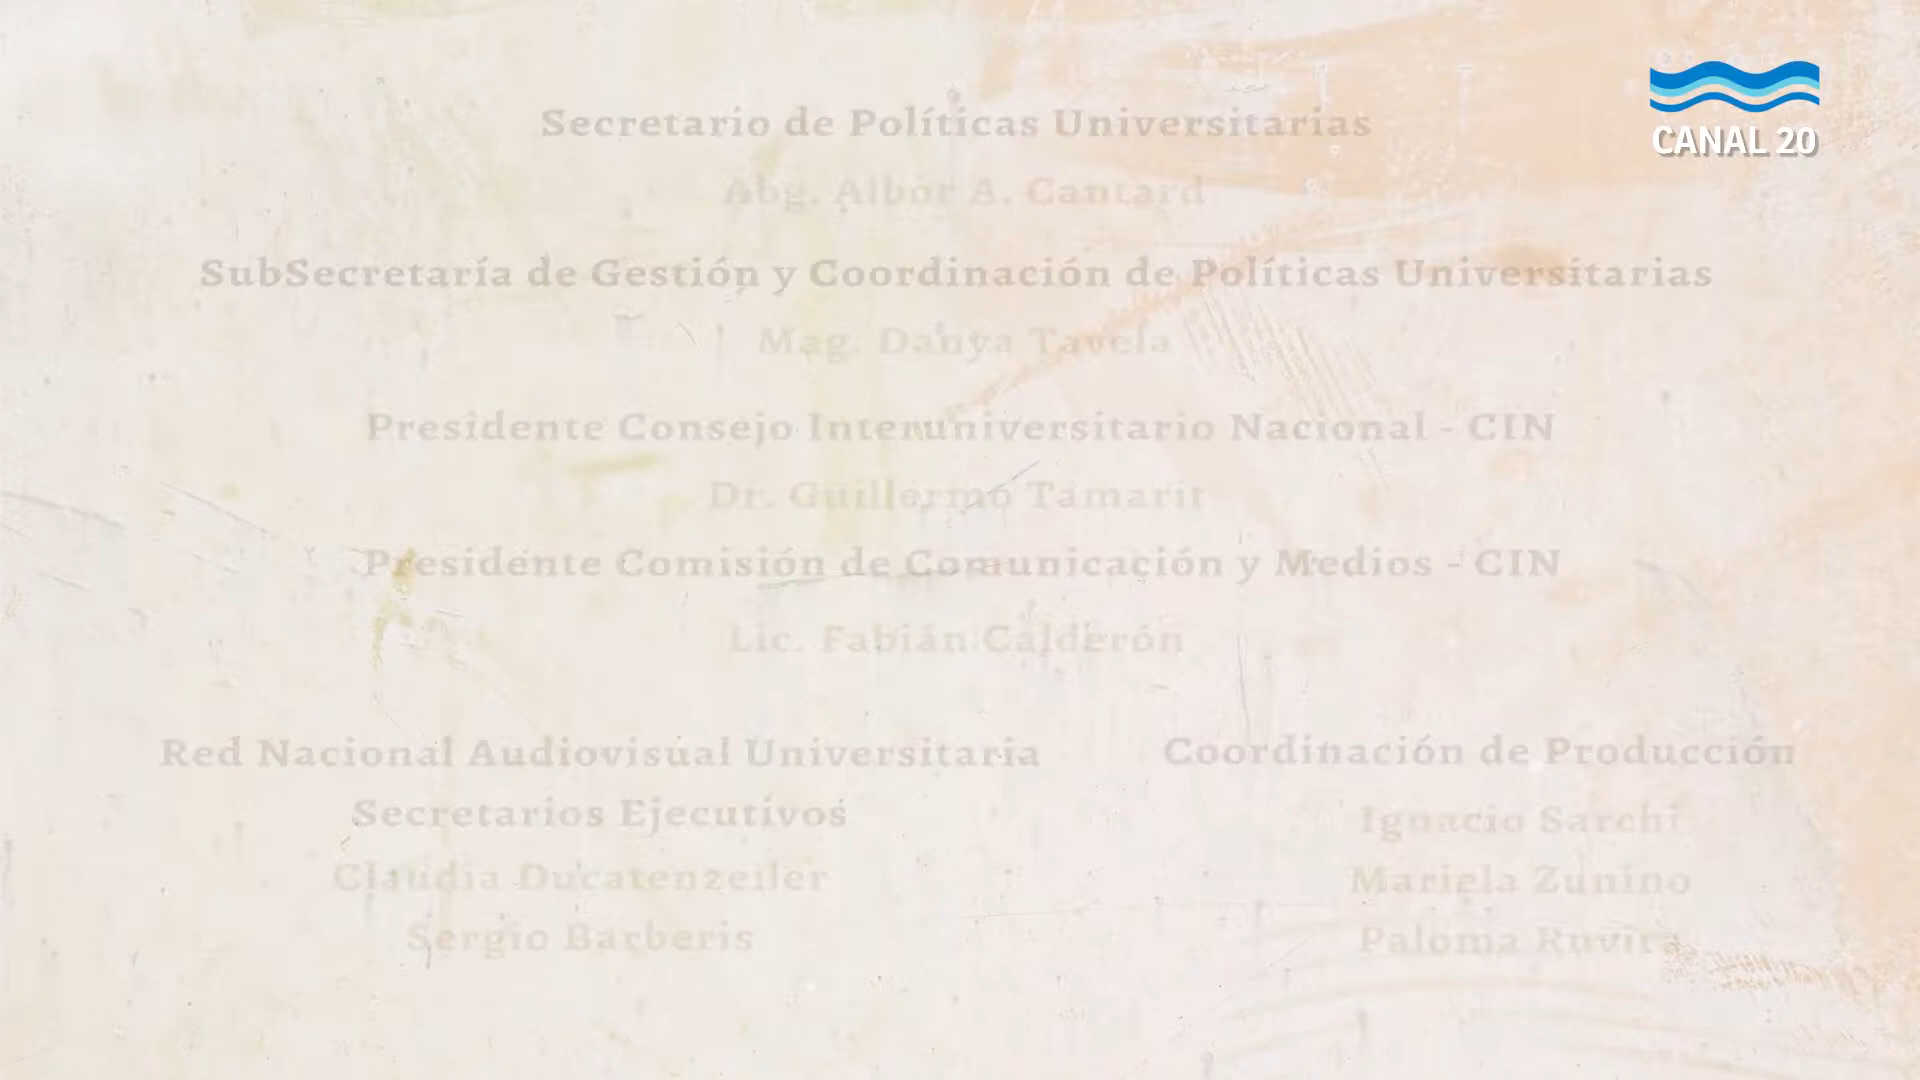 CANAL 20
Secretario de Políticas Universitarias
Abg. Albor A. Cantard
SubSecretaría de Gestión y Coordinación de Políticas Universitarias
Mag. Danya Tavela
Presidente Consejo Interuniversitario Nacional - CIN
Dr. Guillermo Tamarit
Presidente Comisión de Comunicación y Medios - CIN
Lic. Fabián Calderón
Red Nacional Audiovisual Universitaria
Secretarios Ejecutivos
Claudia Ducatenzeiler
Sergio Barberis
Coordinación de Producción
Ignacio Sarchi
Mariela Zunino
Paloma Ruvira